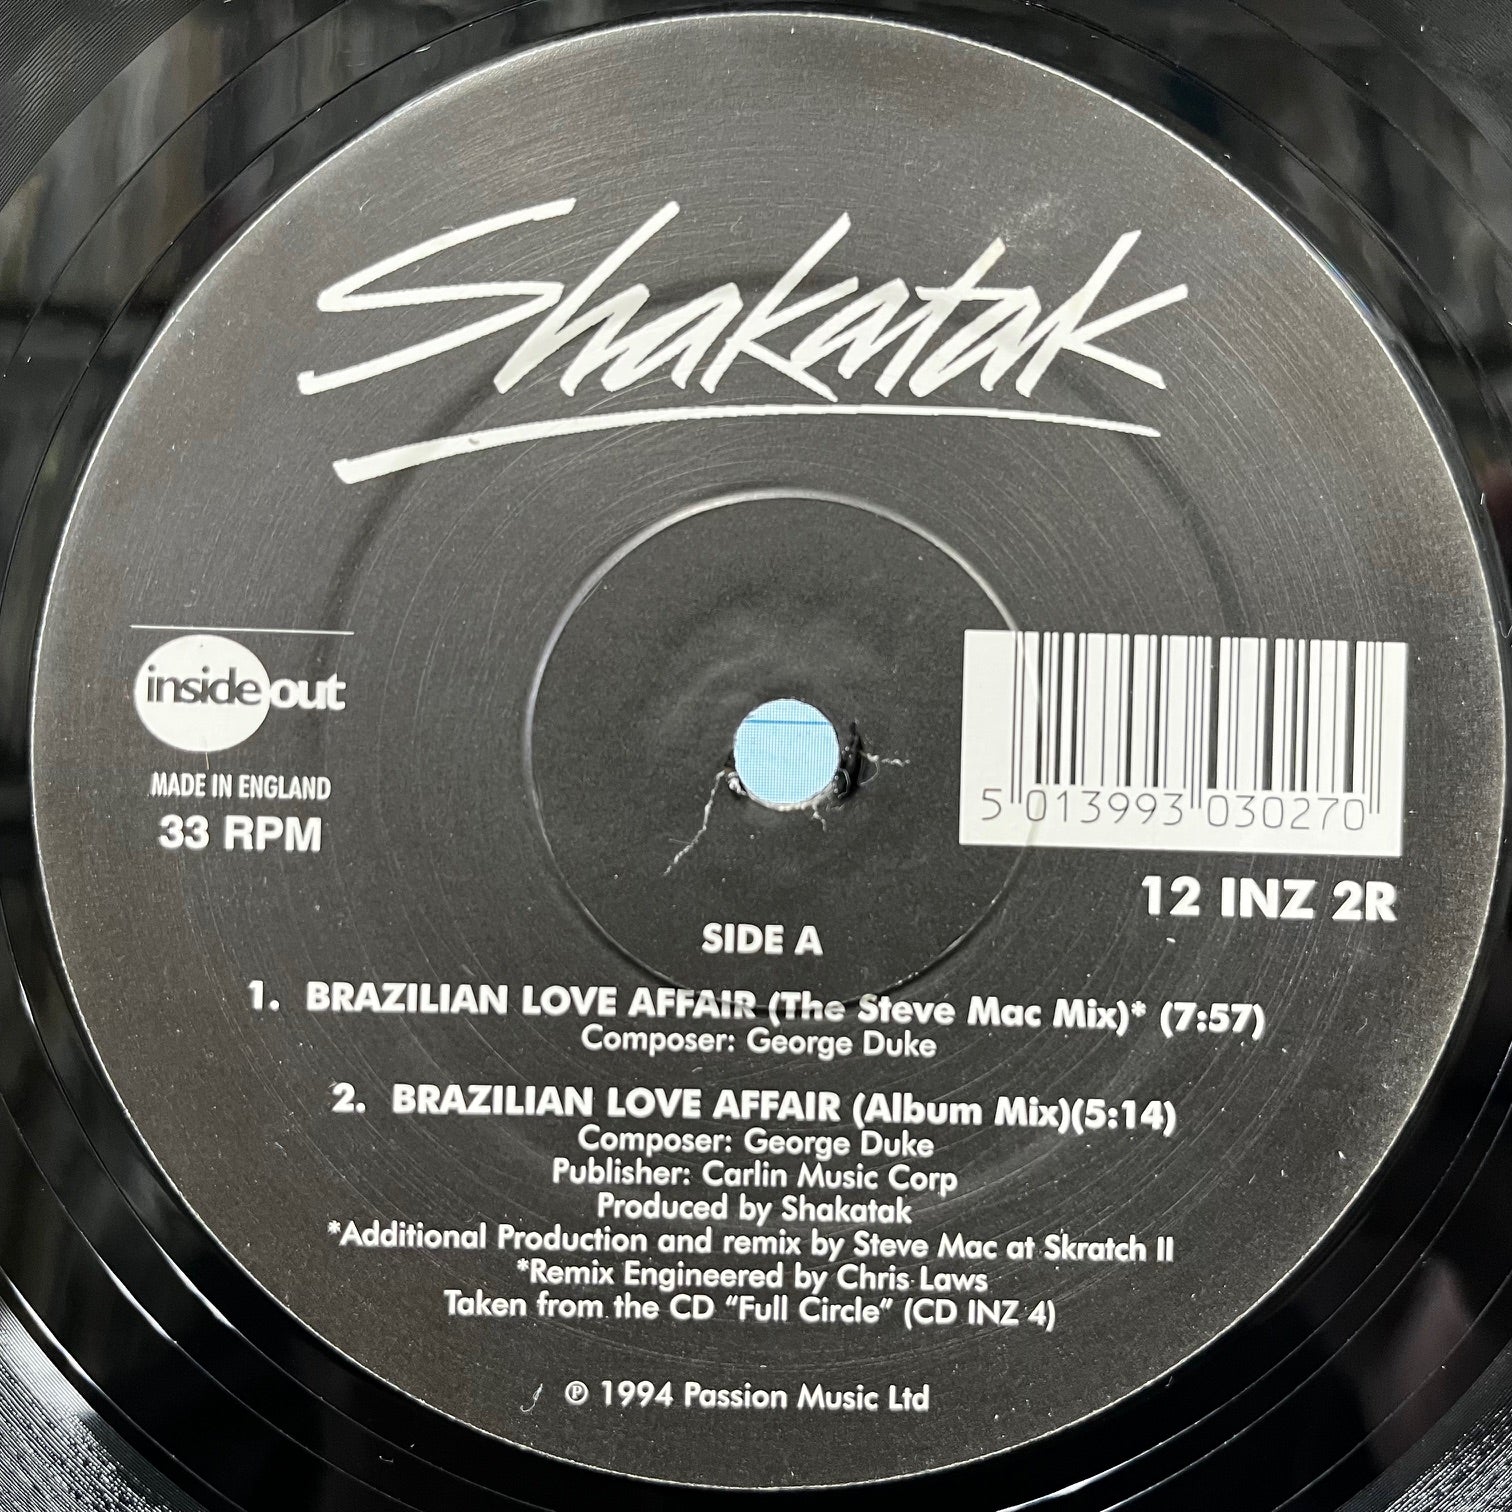 Shakatak
insideout
MADE IN ENGLAND
33 RPM
5 013993 030270
12 INZ 2R
SIDE A
1. BRAZILIAN LOVE AFFAIR (The Steve Mac Mix)* (7:57)
Composer: George Duke
2. BRAZILIAN LOVE AFFAIR (Album Mix)(5:14)
Composer: George Duke
Publisher: Carlin Music Corp
Produced by Shakatak
*Additional Production and remix by Steve Mac at Skratch II
*Remix Engineered by Chris Laws
Taken from the CD "Full Circle" (CD INZ 4)
℗ 1994 Passion Music Ltd